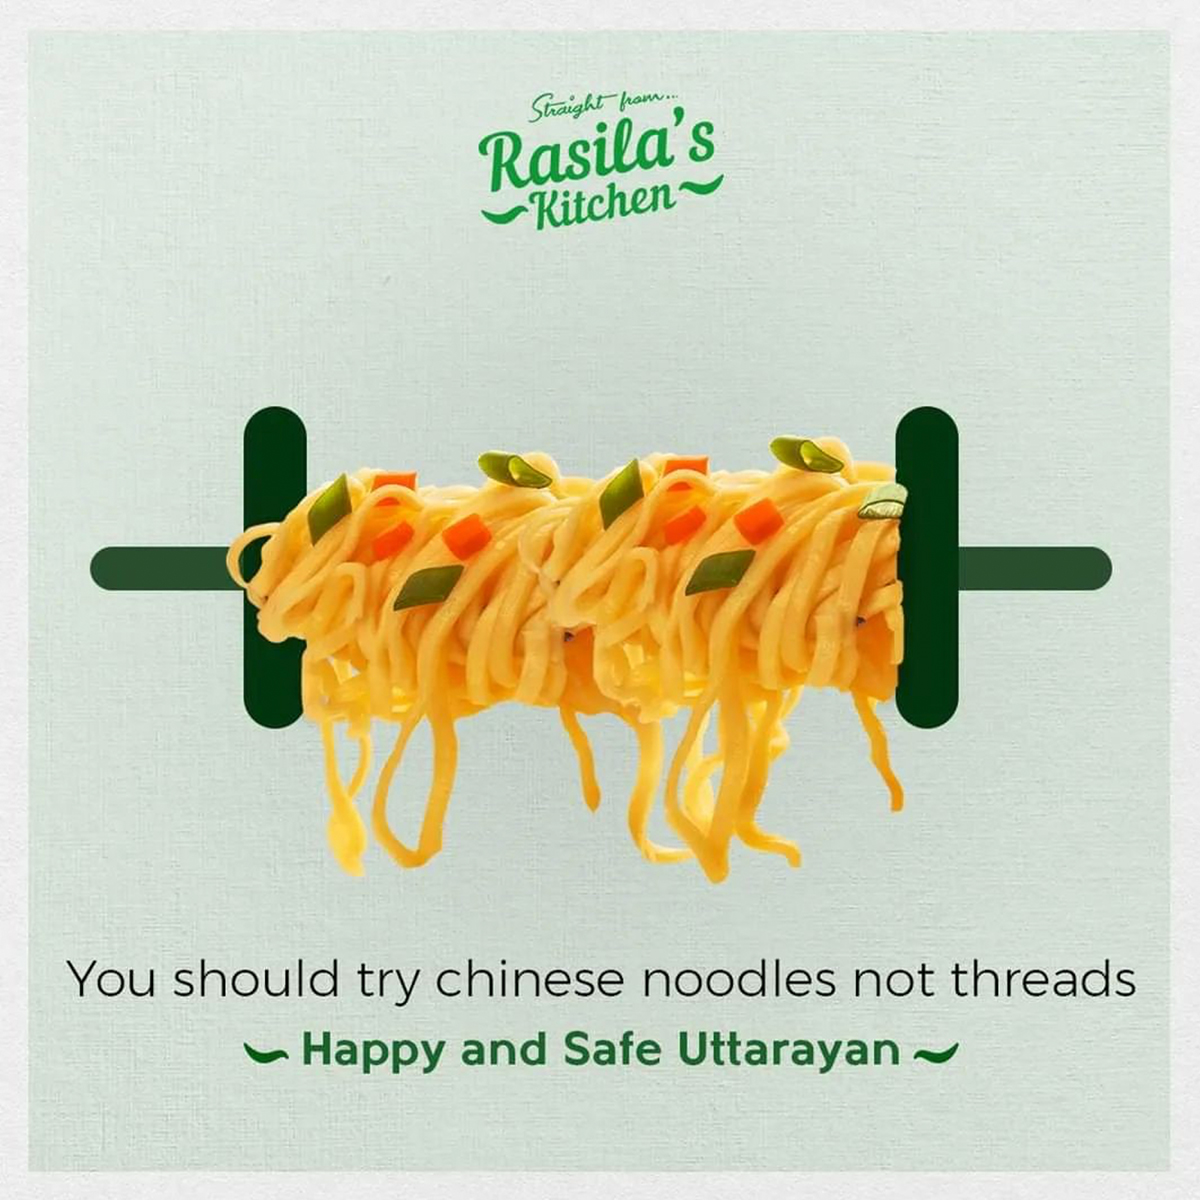 Straight from...
Rasila's
Kitchen
You should try chinese noodles not threads
Happy and Safe Uttarayan